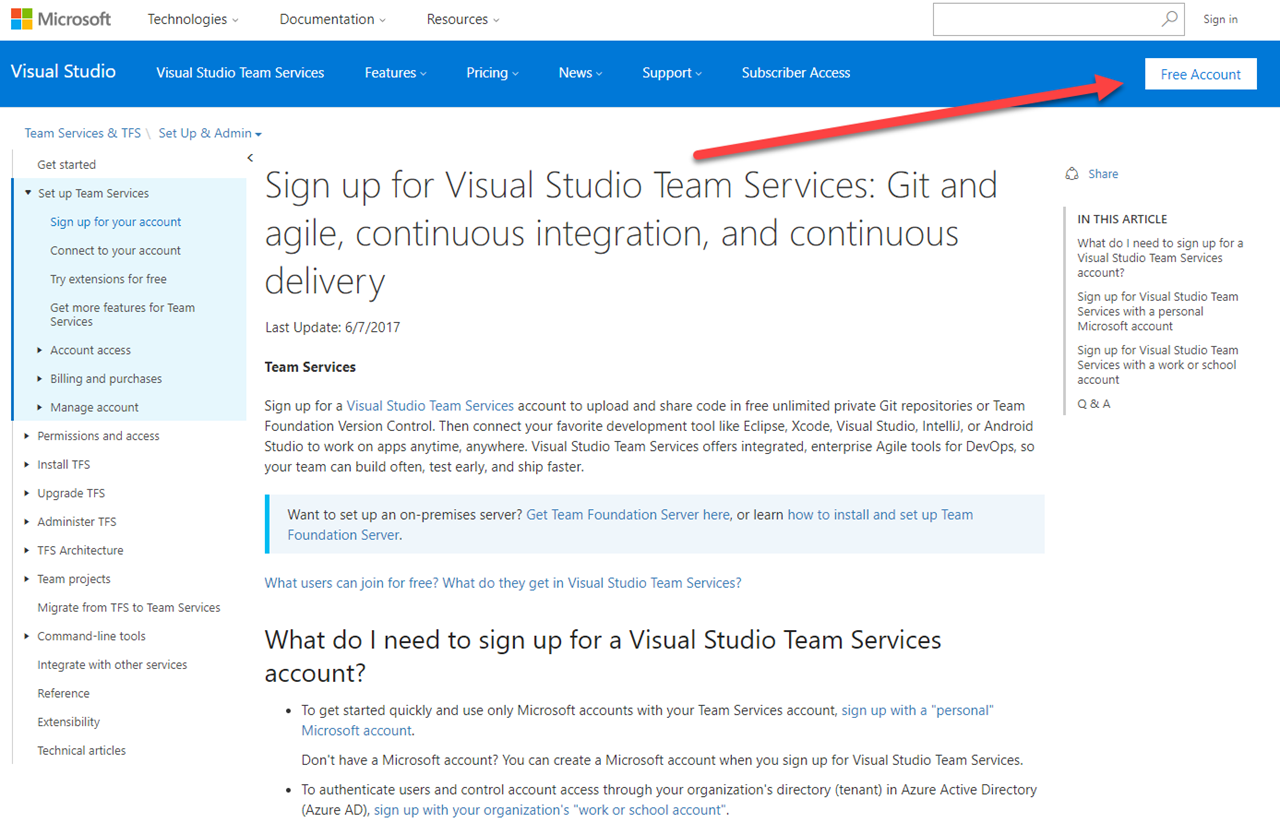 Microsoft Technologies Documentation Resources Sign in
Visual Studio Visual Studio Team Services Features Pricing News Support Subscriber Access Free Account
Team Services & TFS \ Set Up & Admin
Get started
Set up Team Services
Sign up for your account
Connect to your account
Try extensions for free
Get more features for Team
Services
Account access
Billing and purchases
Manage account
Permissions and access
Install TFS
Upgrade TFS
Administer TFS
TFS Architecture
Team projects
Migrate from TFS to Team Services
Command-line tools
Integrate with other services
Reference
Extensibility
Technical articles
Sign up for Visual Studio Team Services: Git and
agile, continuous integration, and continuous
delivery
Last Update: 6/7/2017
Team Services
Sign up for a Visual Studio Team Services account to upload and share code in free unlimited private Git repositories or Team
Foundation Version Control. Then connect your favorite development tool like Eclipse, Xcode, Visual Studio, IntelliJ, or Android
Studio to work on apps anytime, anywhere. Visual Studio Team Services offers integrated, enterprise Agile tools for DevOps, so
your team can build often, test early, and ship faster.
Want to set up an on-premises server? Get Team Foundation Server here, or learn how to install and set up Team
Foundation Server.
What users can join for free? What do they get in Visual Studio Team Services?
What do I need to sign up for a Visual Studio Team Services
account?
• To get started quickly and use only Microsoft accounts with your Team Services account, sign up with a "personal"
Microsoft account.
Don't have a Microsoft account? You can create a Microsoft account when you sign up for Visual Studio Team Services.
• To authenticate users and control account access through your organization's directory (tenant) in Azure Active Directory
(Azure AD), sign up with your organization's "work or school account".
Share
IN THIS ARTICLE
What do I need to sign up for a
Visual Studio Team Services
account?
Sign up for Visual Studio Team
Services with a personal
Microsoft account
Sign up for Visual Studio Team
Services with a work or school
account
Q & A